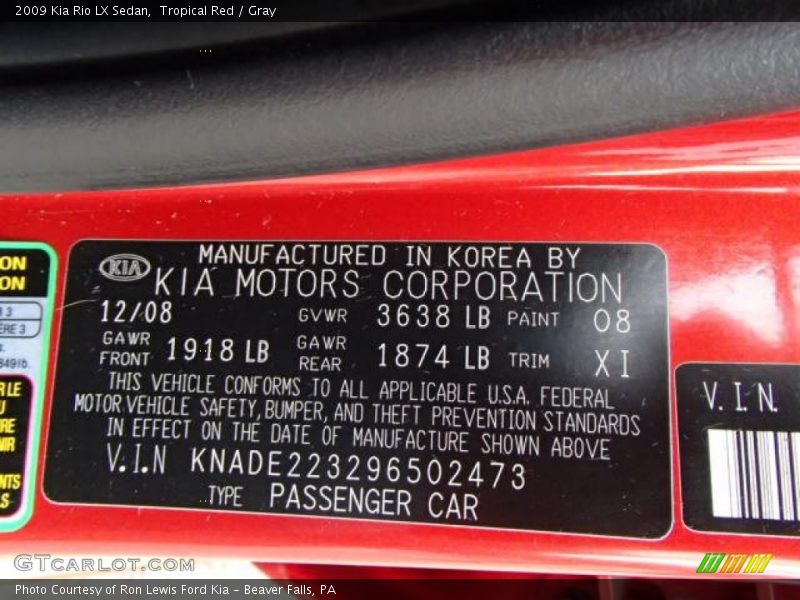 2009 Kia Rio LX Sedan, Tropical Red / Gray
KIA
MANUFACTURED IN KOREA BY
KIA MOTORS CORPORATION
12/08 GVWR 3638 LB PAINT 08
GAWR FRONT 1918 LB GAWR REAR 1874 LB TRIM XI
THIS VEHICLE CONFORMS TO ALL APPLICABLE U.S.A. FEDERAL
MOTOR VEHICLE SAFETY, BUMPER, AND THEFT PREVENTION STANDARDS
IN EFFECT ON THE DATE OF MANUFACTURE SHOWN ABOVE
V.I.N KNADE223296502473
TYPE PASSENGER CAR
V.I.N.
GTCARLOT.COM
Photo Courtesy of Ron Lewis Ford Kia - Beaver Falls, PA